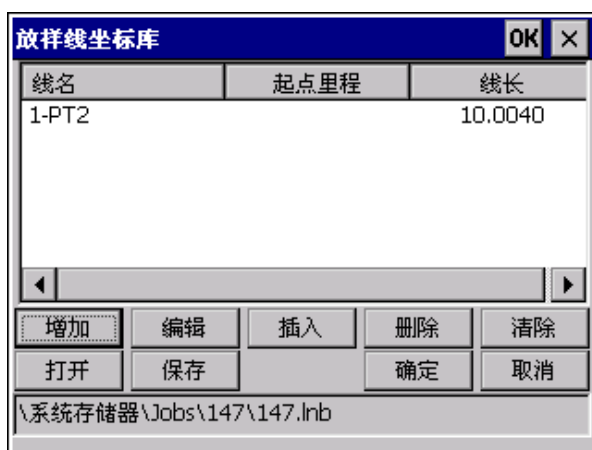 放样线坐标库 OK ×
线名 起点里程 线长
1-PT2 10.0040
增加 编辑 插入 删除 清除
打开 保存 确定 取消
\系统存储器\Jobs\147\147.lnb